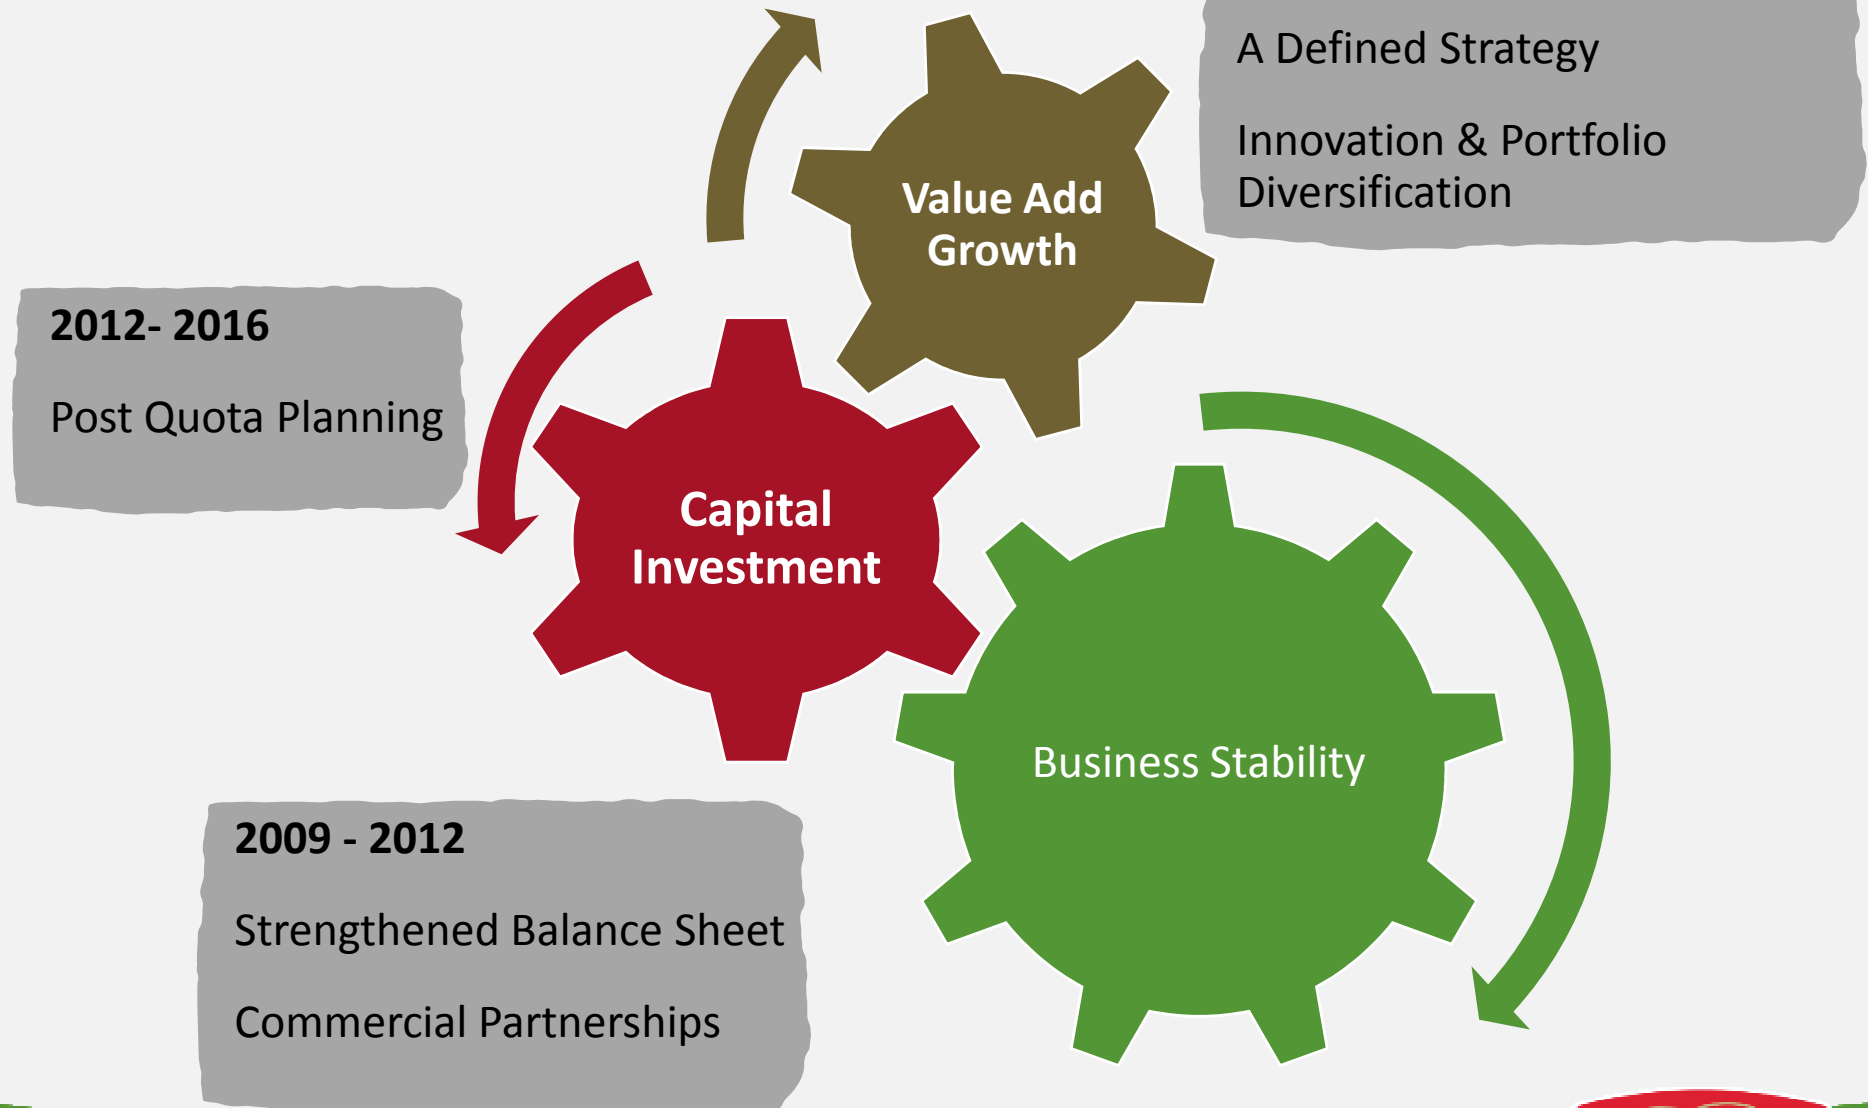 A Defined Strategy
Innovation & Portfolio
Diversification
Value Add
Growth
2012- 2016
Post Quota Planning
Capital
Investment
Business Stability
2009 - 2012
Strengthened Balance Sheet
Commercial Partnerships